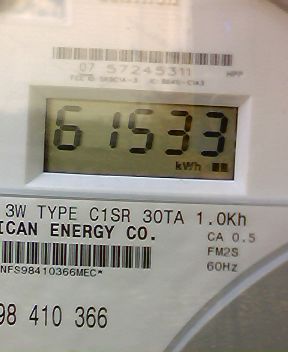 07 57245311
HPP
61533
kWh
3W TYPE C1SR 30TA 1.0Kh
ICAN ENERGY CO.
CA 0.5
FM2S
60Hz
NFS98410366MEC*
98 410 366